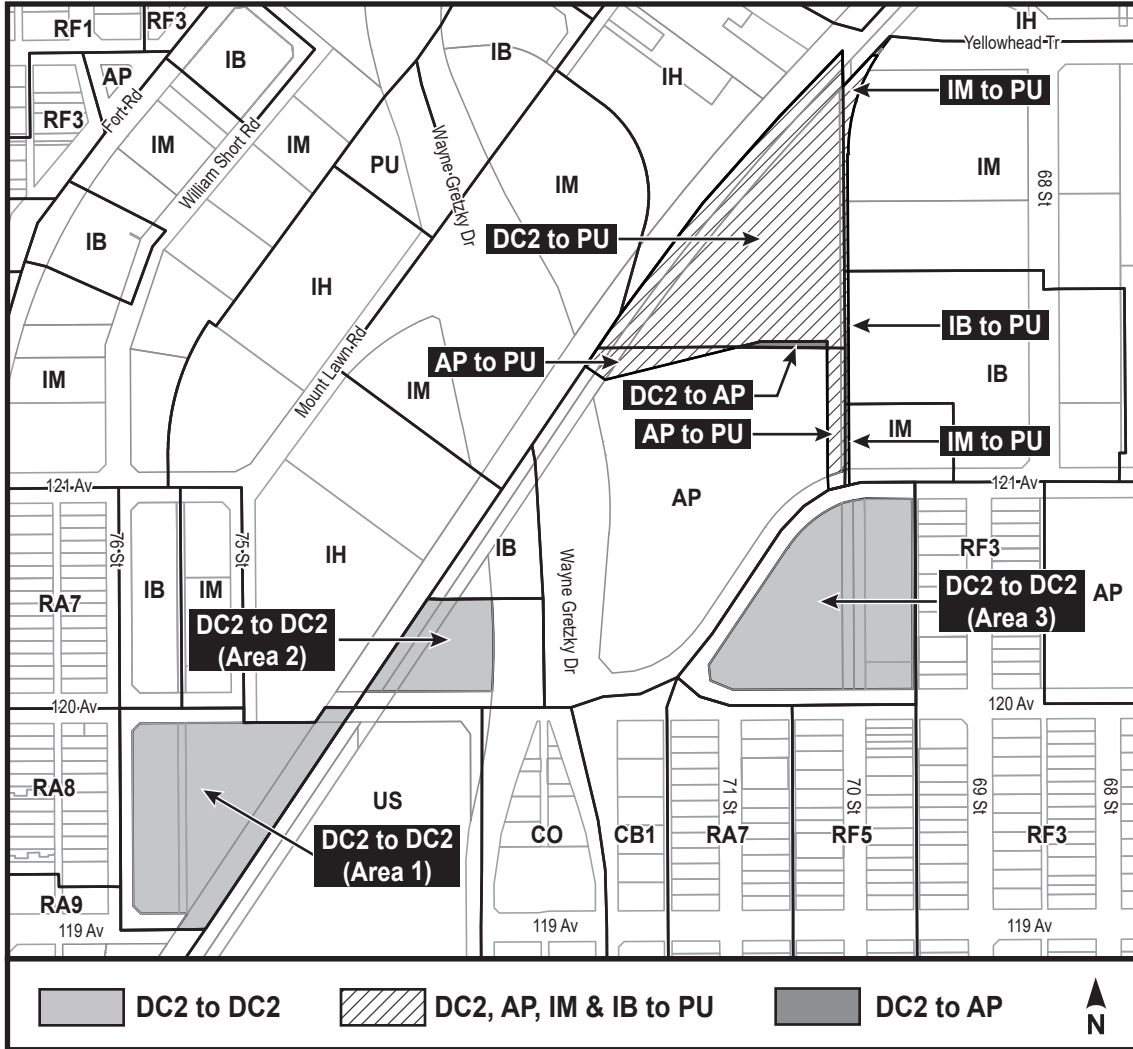 RF1
RF3
IB
IB
IH
IH
Yellowhead Tr
AP
RF3
Fort Rd
IM
William Short Rd
IM
PU
Wayne Gretzky Dr
IM
IM to PU
IM
68 St
IB
DC2 to PU
IH
IB to PU
IM
Mount Lawn Rd
IM
AP to PU
DC2 to AP
IB
AP to PU
IM
IM to PU
121 Av
121 Av
76 St
75 St
AP
IH
IB
Wayne Gretzky Dr
RF3
RA7
IB
IM
DC2 to DC2
(Area 2)
DC2 to DC2
(Area 3)
AP
120 Av
120 Av
RA8
US
DC2 to DC2
(Area 1)
CO
CB1
71 St
RA7
70 St
RF5
69 St
RF3
68 St
RA9
119 Av
119 Av
119 Av
DC2 to DC2
DC2, AP, IM & IB to PU
DC2 to AP
N